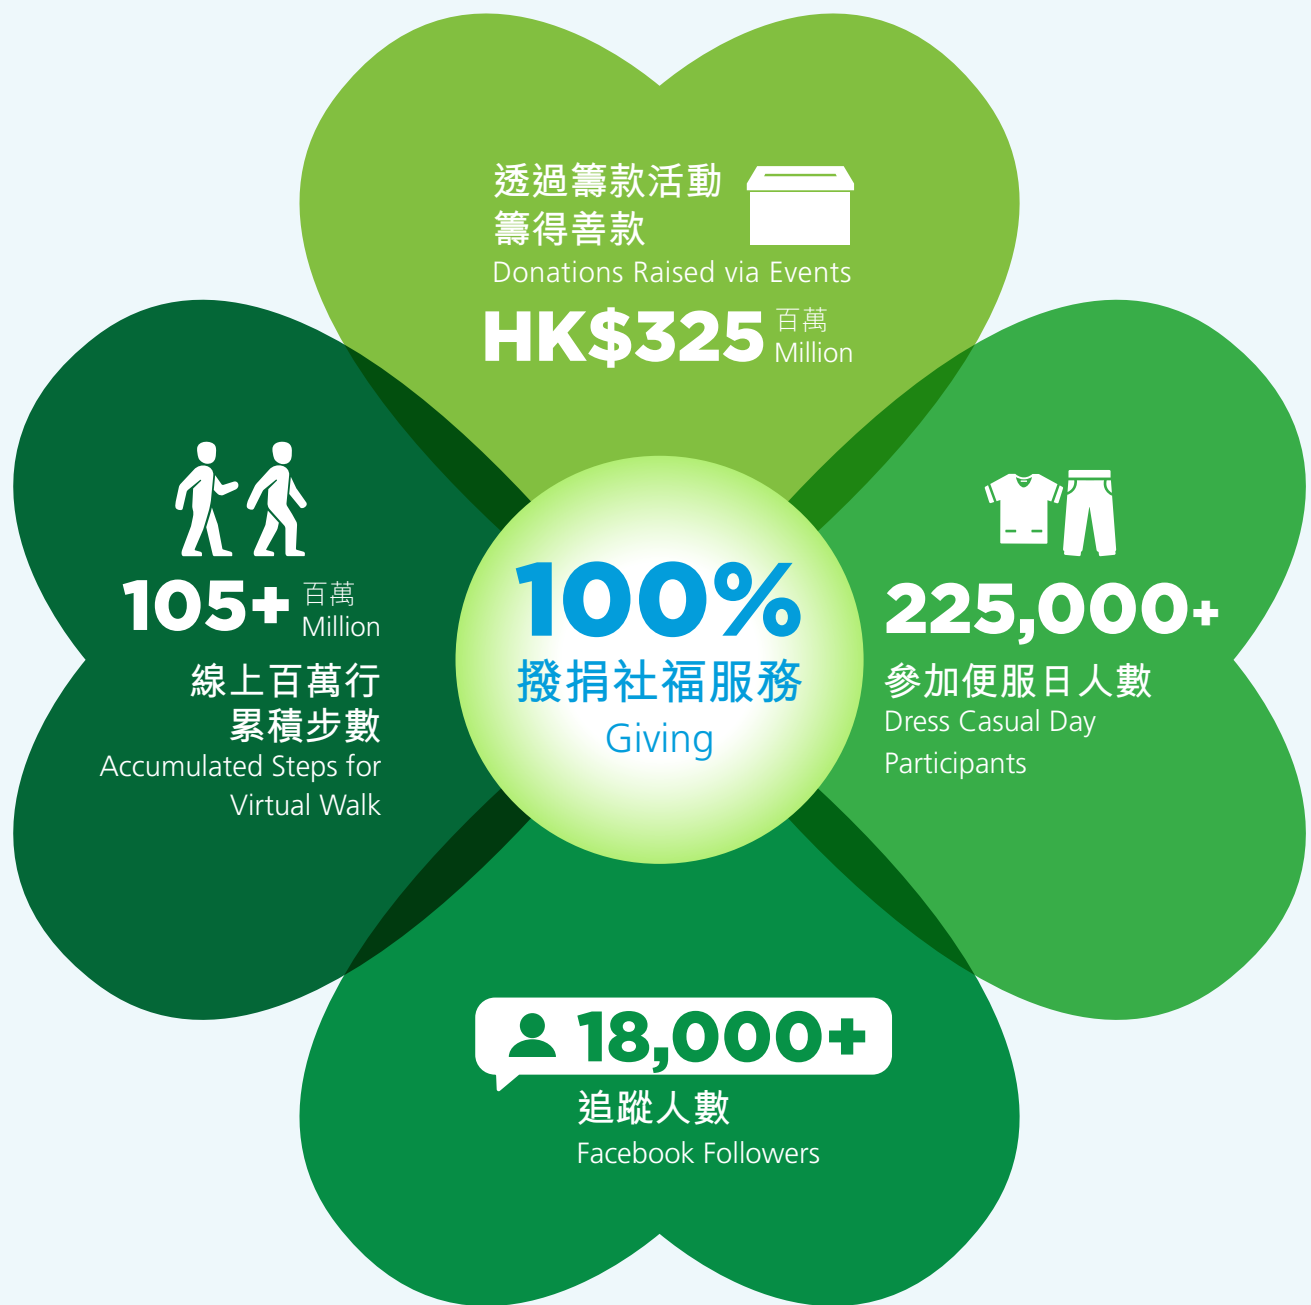 透過籌款活動
籌得善款
Donations Raised via Events
HK$325 百萬 Million
105+ 百萬 Million
線上百萬行
累積步數
Accumulated Steps for
Virtual Walk
100%
撥捐社福服務
Giving
225,000+
參加便服日人數
Dress Casual Day
Participants
18,000+
追蹤人數
Facebook Followers